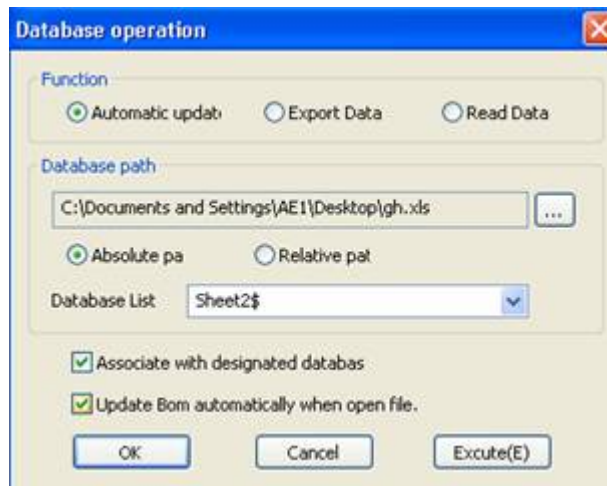 Database operation
Function
Automatic updat
Export Data
Read Data
Database path
C:\Documents and Settings\AE1\Desktop\gh.xls
...
Absolute pa
Relative pat
Database List
Sheet2$
Associate with designated databas
Update Bom automatically when open file.
OK
Cancel
Excute(E)